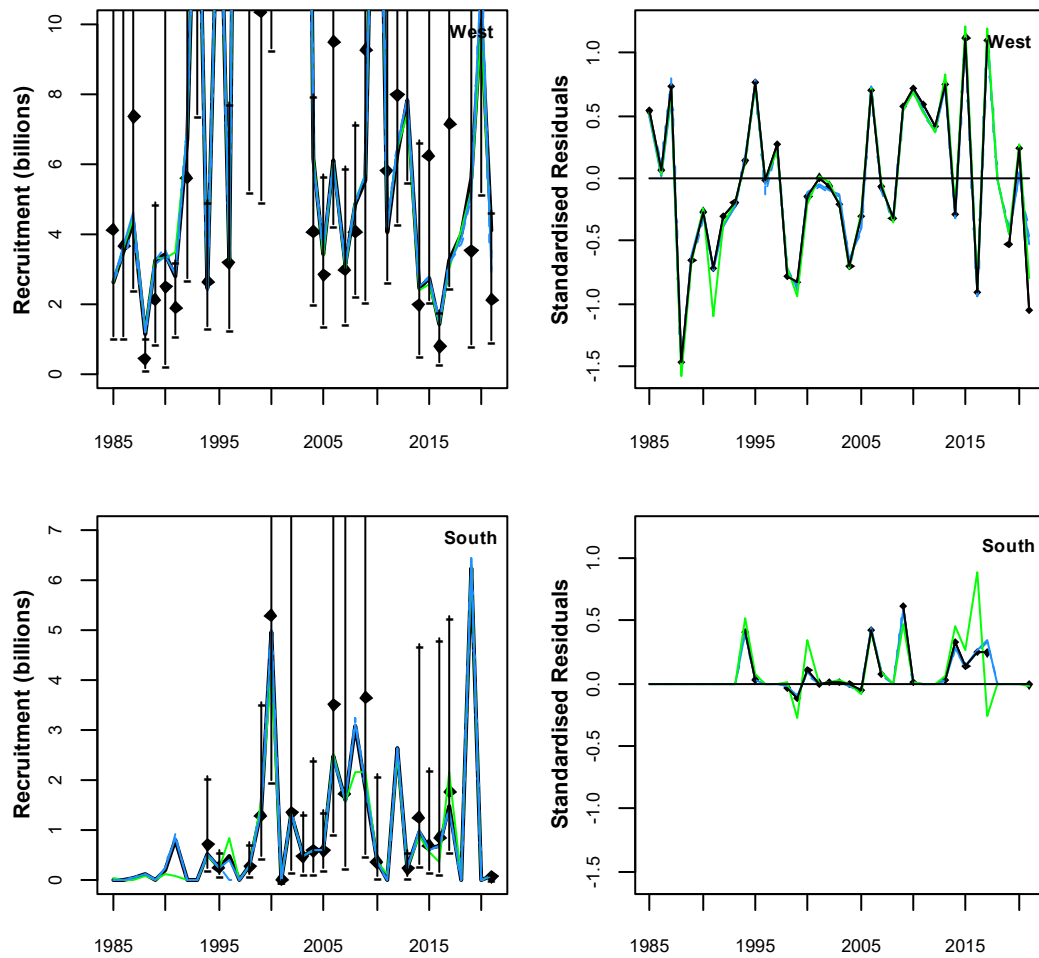 West
Recruitment (billions)
0 2 4 6 8 10
1985 1995 2005 2015
West
Standardised Residuals
-1.5 -1.0 -0.5 0.0 0.5 1.0
1985 1995 2005 2015
South
Recruitment (billions)
0 1 2 3 4 5 6 7
1985 1995 2005 2015
South
Standardised Residuals
-1.5 -1.0 -0.5 0.0 0.5 1.0
1985 1995 2005 2015